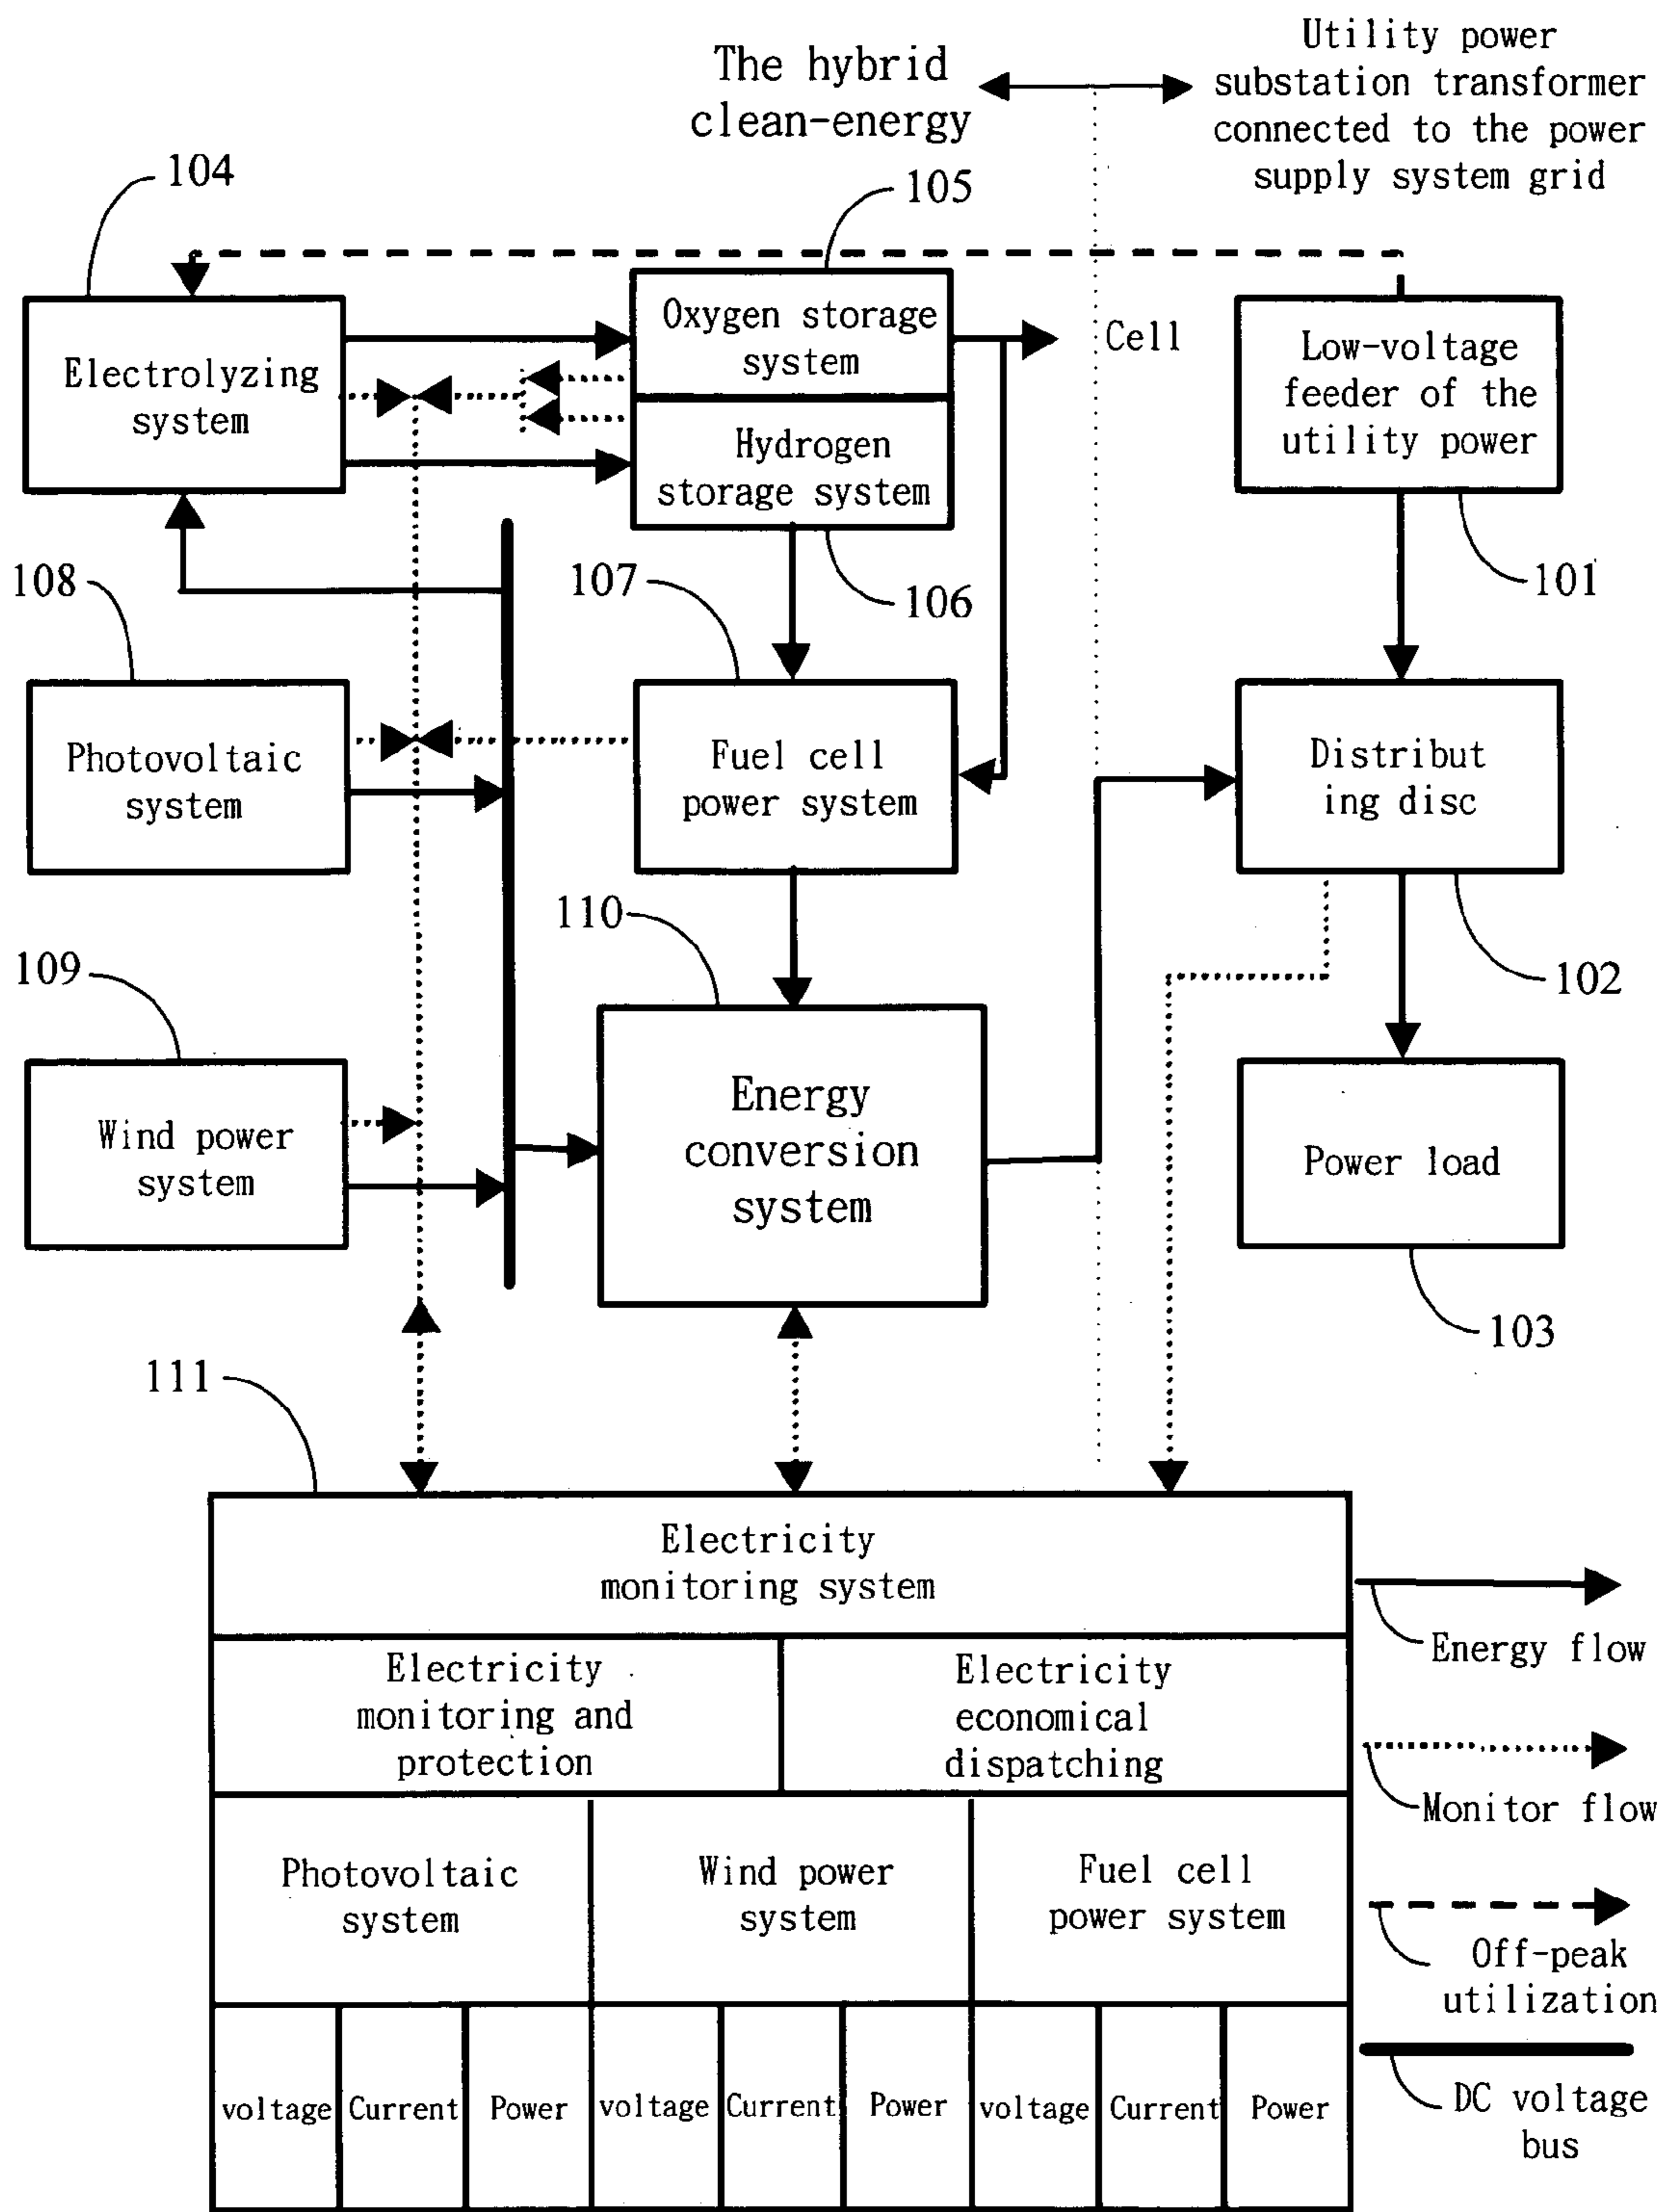 The hybrid
clean-energy
Utility power
substation transformer
connected to the power
supply system grid
104
105
Electrolyzing
system
Oxygen storage
system
Cell
Low-voltage
feeder of the
utility power
Hydrogen
storage system
108
107
106
101
Photovoltaic
system
Fuel cell
power system
Distribut
ing disc
110
109
102
Wind power
system
Energy
conversion
system
Power load
103
111
Electricity
monitoring system
Electricity
monitoring and
protection
Electricity
economical
dispatching
Photovoltaic
system
Wind power
system
Fuel cell
power system
voltage
Current
Power
voltage
Current
Power
voltage
Current
Power
Energy flow
Monitor flow
Off-peak
utilization
DC voltage
bus